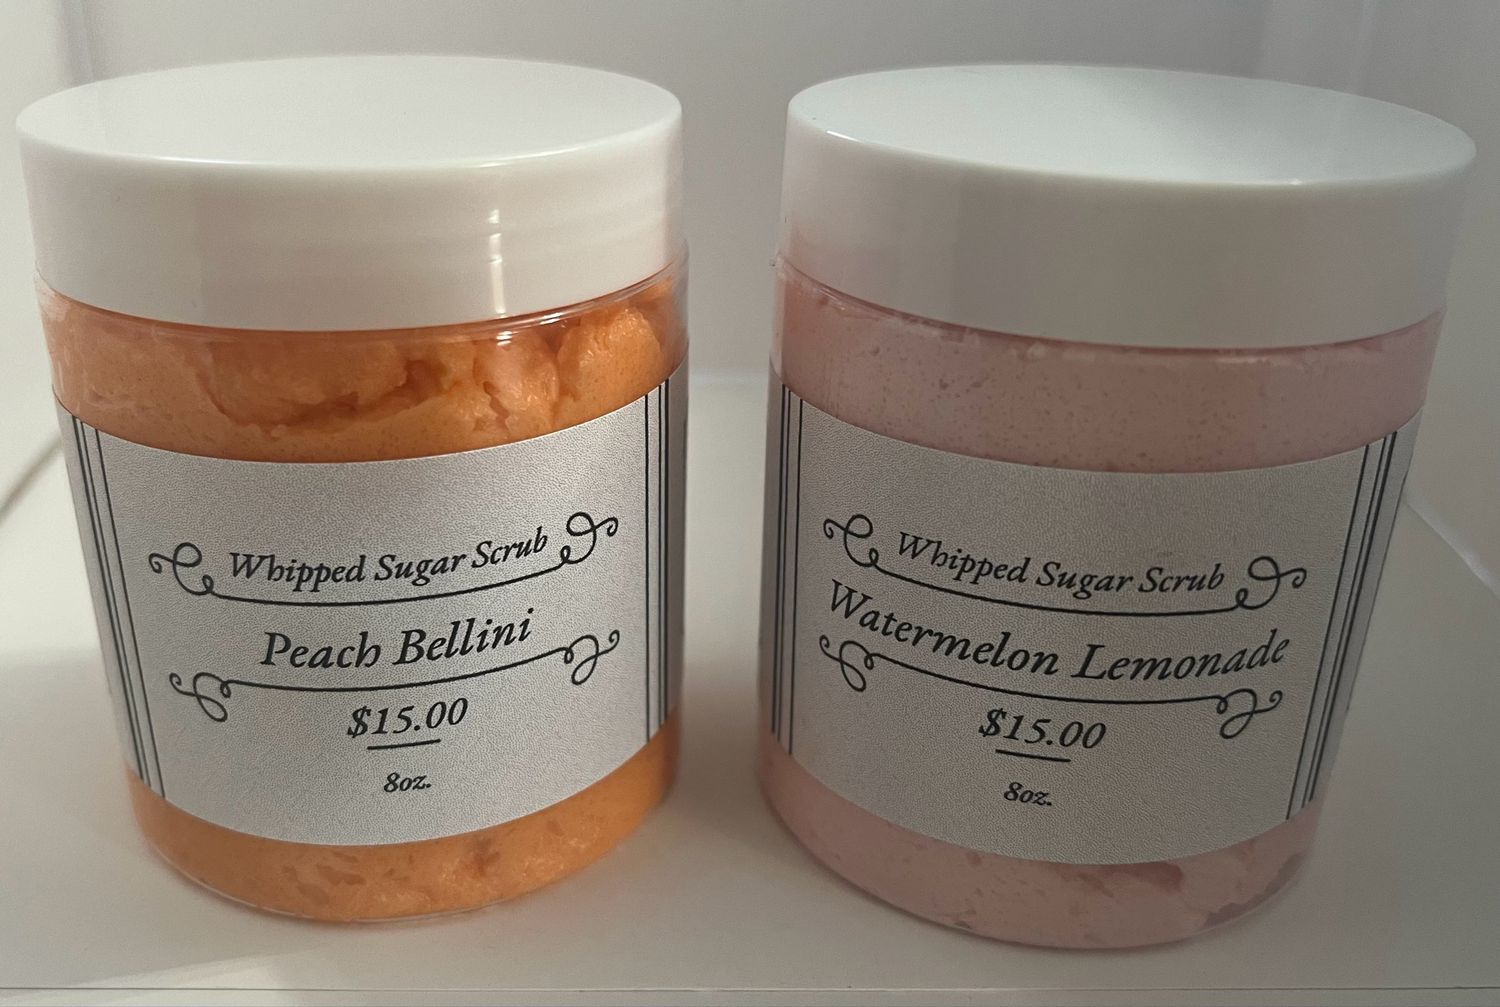 Whipped Sugar Scrub
Peach Bellini
$15.00
8oz.
Whipped Sugar Scrub
Watermelon Lemonade
$15.00
8oz.